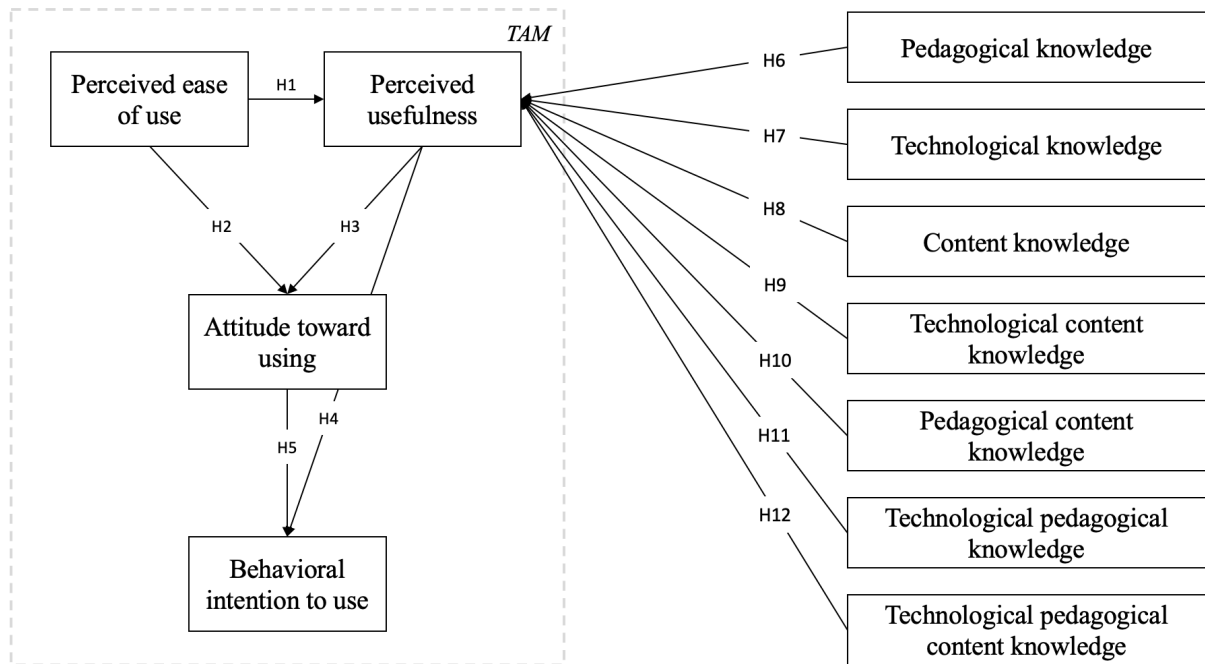 TAM
Perceived ease
of use
H1
Perceived
usefulness
H2
H3
Attitude toward
using
H4
H5
Behavioral
intention to use
H6
Pedagogical knowledge
H7
Technological knowledge
H8
Content knowledge
H9
Technological content
knowledge
H10
Pedagogical content
knowledge
H11
Technological pedagogical
knowledge
H12
Technological pedagogical
content knowledge